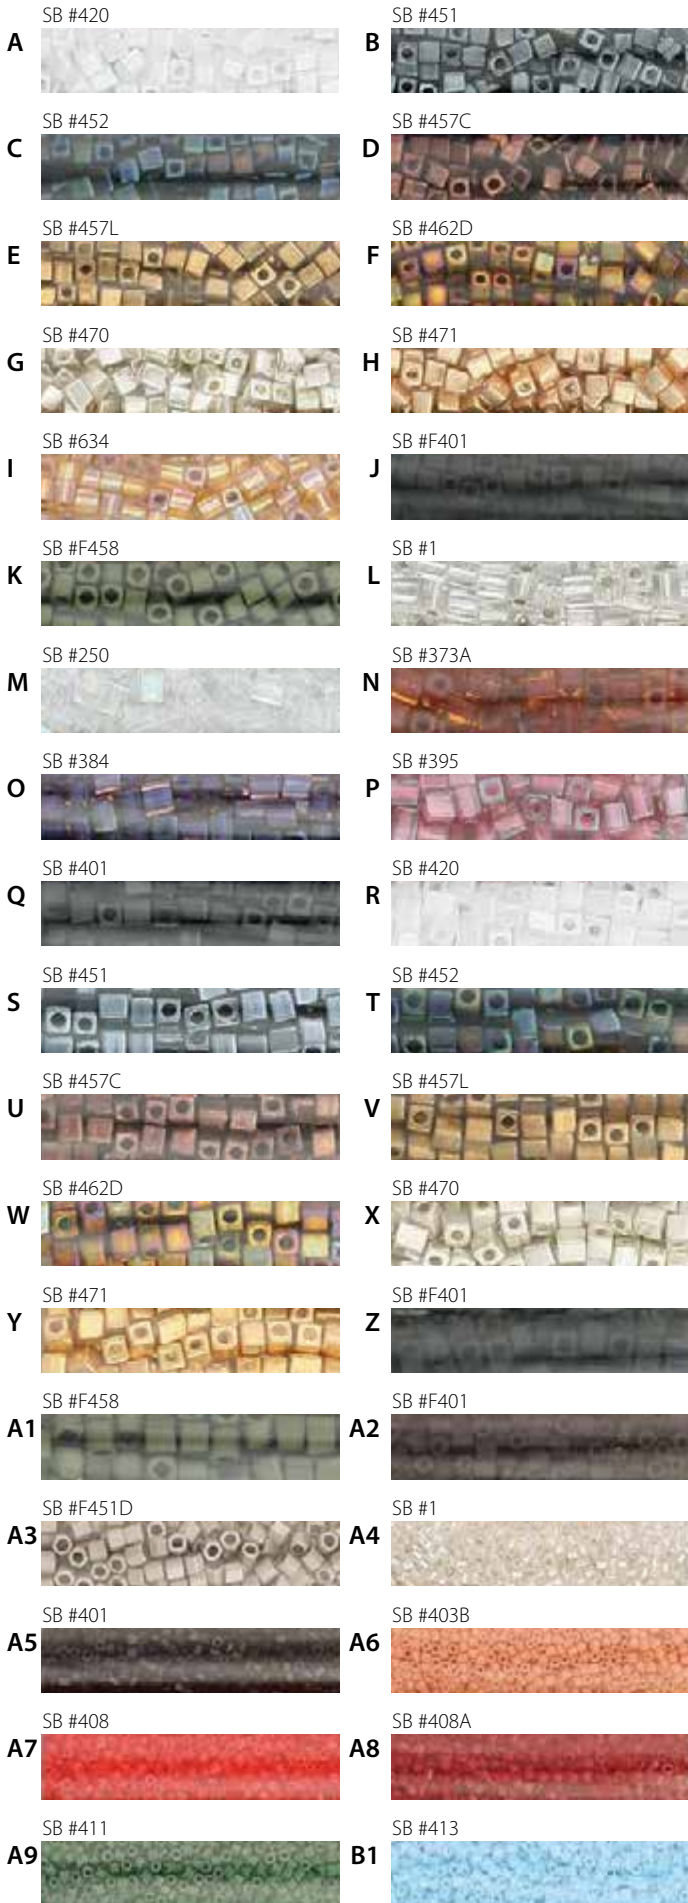 SB #420
A
SB #451
B
SB #452
C
SB #457C
D
SB #457L
E
SB #462D
F
SB #470
G
SB #471
H
SB #634
I
SB #F401
J
SB #F458
K
SB #1
L
SB #250
M
SB #373A
N
SB #384
O
SB #395
P
SB #401
Q
SB #420
R
SB #451
S
SB #452
T
SB #457C
U
SB #457L
V
SB #462D
W
SB #470
X
SB #471
Y
SB #F401
Z
SB #F458
A1
SB #F401
A2
SB #F451D
A3
SB #1
A4
SB #401
A5
SB #403B
A6
SB #408
A7
SB #408A
A8
SB #411
A9
SB #413
B1